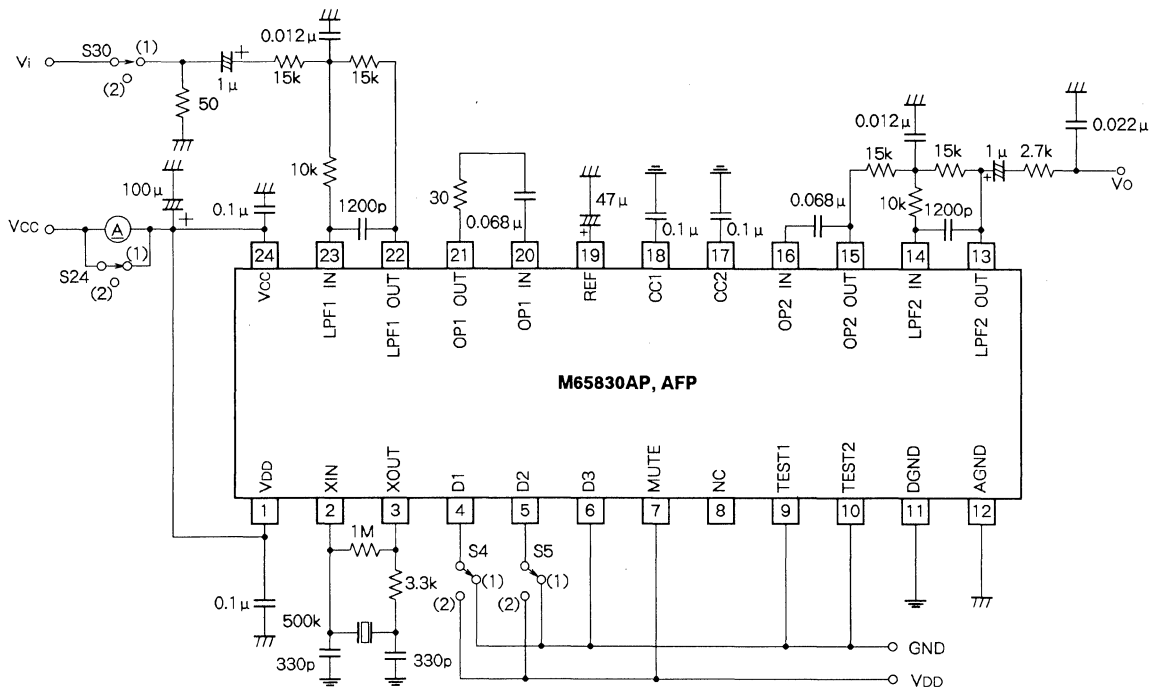 0.012μ
S30
(1)
Vi
(2)
+
1μ
15k
15k
50
0.012μ
0.022μ
15k
15k
1μ
2.7k
+
Vo
10k
100μ
+
0.1μ
1200p
30
0.068μ
47μ
+
0.1μ
0.1μ
0.068μ
10k
1200p
Vcc
A
S24
(1)
(2)
24
23
22
21
20
19
18
17
16
15
14
13
Vcc
LPF1 IN
LPF1 OUT
OP1 OUT
OP1 IN
REF
CC1
CC2
OP2 IN
OP2 OUT
LPF2 IN
LPF2 OUT
M65830AP, AFP
VDD
XIN
XOUT
D1
D2
D3
MUTE
NC
TEST1
TEST2
DGND
AGND
1
2
3
4
5
6
7
8
9
10
11
12
1M
S4
(1)
(2)
S5
(1)
(2)
3.3k
0.1μ
500k
330p
330p
GND
VDD